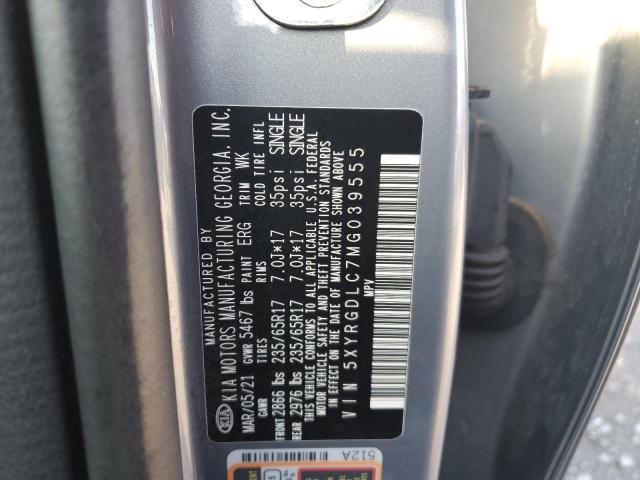 MANUFACTURED BY
KIA KIA MOTORS MANUFACTURING GEORGIA, INC.
MAR/05/21 GVWR 5467 lbs PAINT ERG TRIM WK
GAWR TIRES RIMS COLD TIRE INFL
FRONT 2866 lbs 235/65R17 7.0J*17 35psi SINGLE
REAR 2976 lbs 235/65R17 7.0J*17 35psi SINGLE
THIS VEHICLE CONFORMS TO ALL APPLICABLE U.S.A. FEDERAL
MOTOR VEHICLE SAFETY AND THEFT PREVENTION STANDARDS
IN EFFECT ON THE DATE OF MANUFACTURE SHOWN ABOVE
VIN 5XYRGDLC7MG039555
MPV
512A